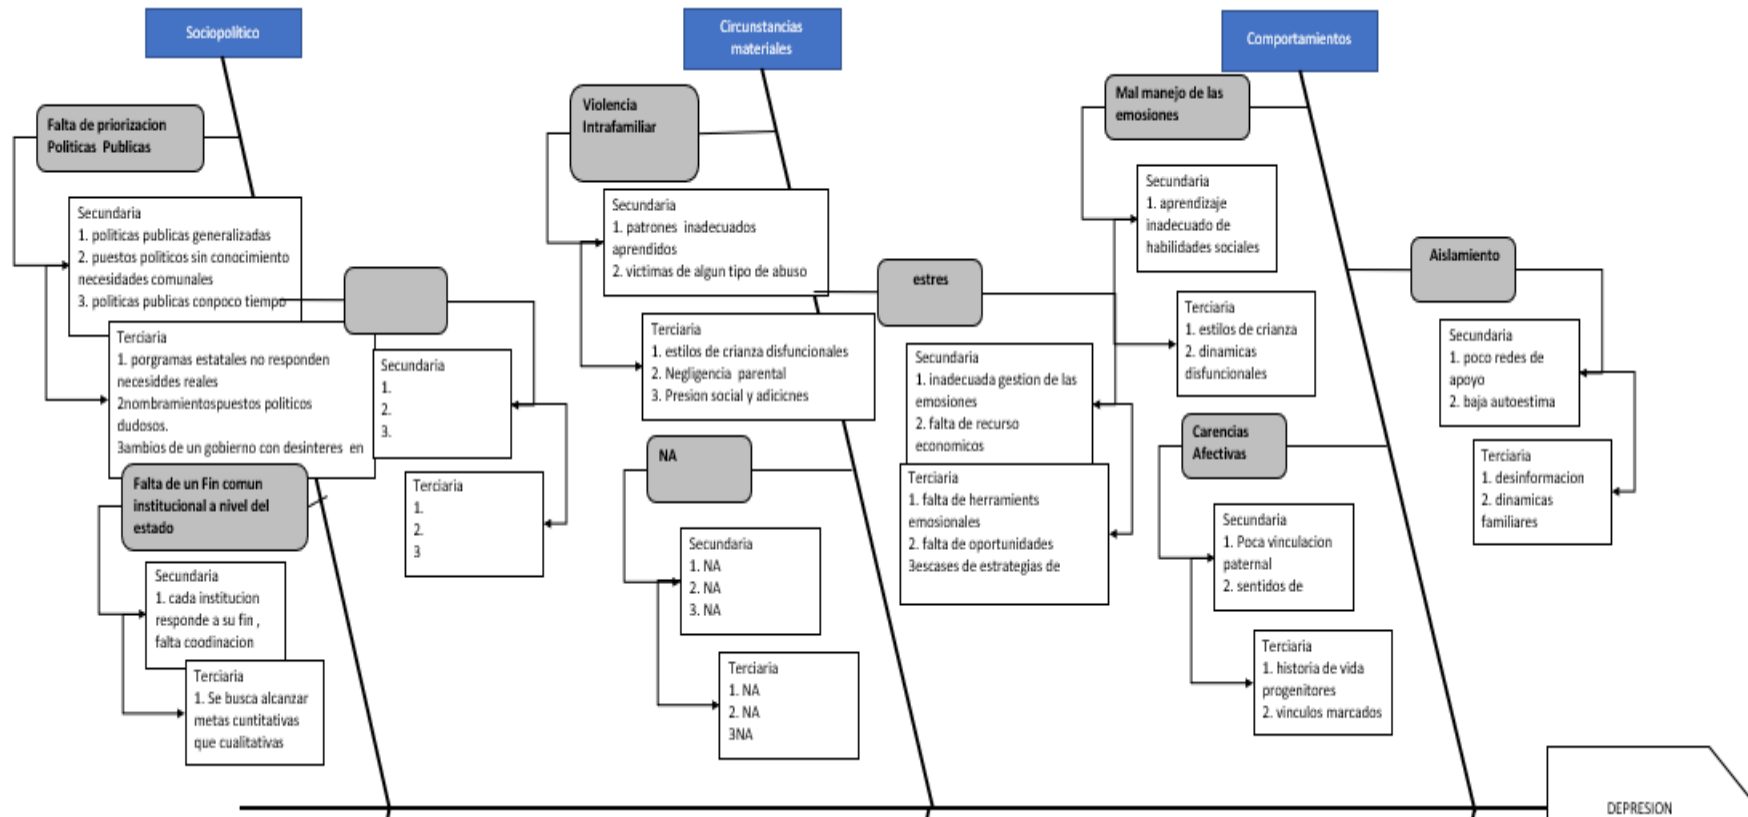 Sociopolítico
Falta de priorizacion
Politicas Publicas
Secundaria
1. politicas publicas generalizadas
2. puestos politicos sin conocimiento
necesidades comunales
3. politicas publicas conpoco tiempo
Terciaria
1. porgramas estatales no responden
necesiddes reales
2nombramientospuestos politicos
dudosos.
3ambios de un gobierno con desinteres en
Secundaria
1.
2.
3.
Terciaria
1.
2.
3
Falta de un Fin comun
institucional a nivel del
estado
Secundaria
1. cada institucion
responde a su fin ,
falta coodinacion
Terciaria
1. Se busca alcanzar
metas cuntitativas
que cualitativas
Circunstancias
materiales
Violencia
Intrafamiliar
Secundaria
1. patrones inadecuados
aprendidos
2. victimas de algun tipo de abuso
Terciaria
1. estilos de crianza disfuncionales
2. Negligencia parental
3. Presion social y adicicnes
estres
Secundaria
1. inadecuada gestion de las
emosiones
2. falta de recurso
economicos
Terciaria
1. falta de herramients
emosionales
2. falta de oportunidades
3escases de estrategias de
NA
Secundaria
1. NA
2. NA
3. NA
Terciaria
1. NA
2. NA
3NA
Comportamientos
Mal manejo de las
emosiones
Secundaria
1. aprendizaje
inadecuado de
habilidades sociales
Terciaria
1. estilos de crianza
2. dinamicas
disfuncionales
Aislamiento
Secundaria
1. poco redes de
apoyo
2. baja autoestima
Terciaria
1. desinformacion
2. dinamicas
familiares
Carencias
Afectivas
Secundaria
1. Poca vinculacion
paternal
2. sentidos de
Terciaria
1. historia de vida
progenitores
2. vinculos marcados
DEPRESION